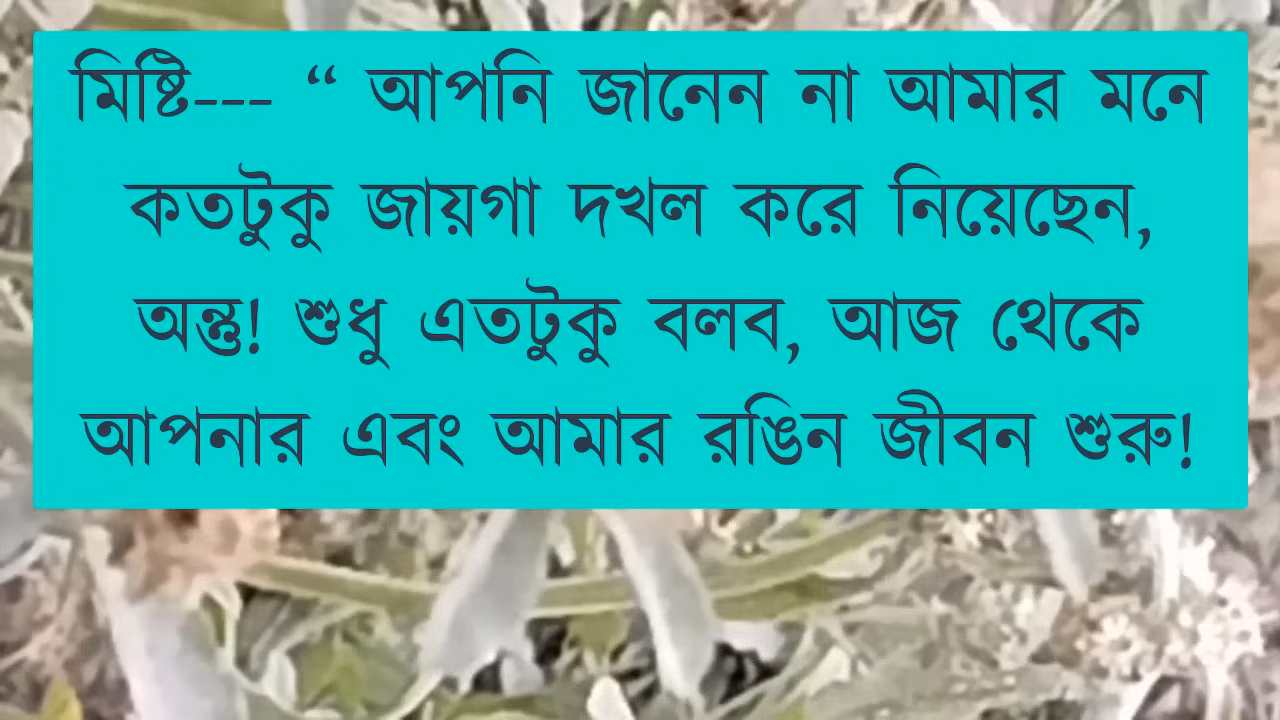 মিষ্টি--- “ আপনি জানেন না আমার মনে
কতটুকু জায়গা দখল করে নিয়েছেন,
অন্তু! শুধু এতটুকু বলব, আজ থেকে
আপনার এবং আমার রঙিন জীবন শুরু!